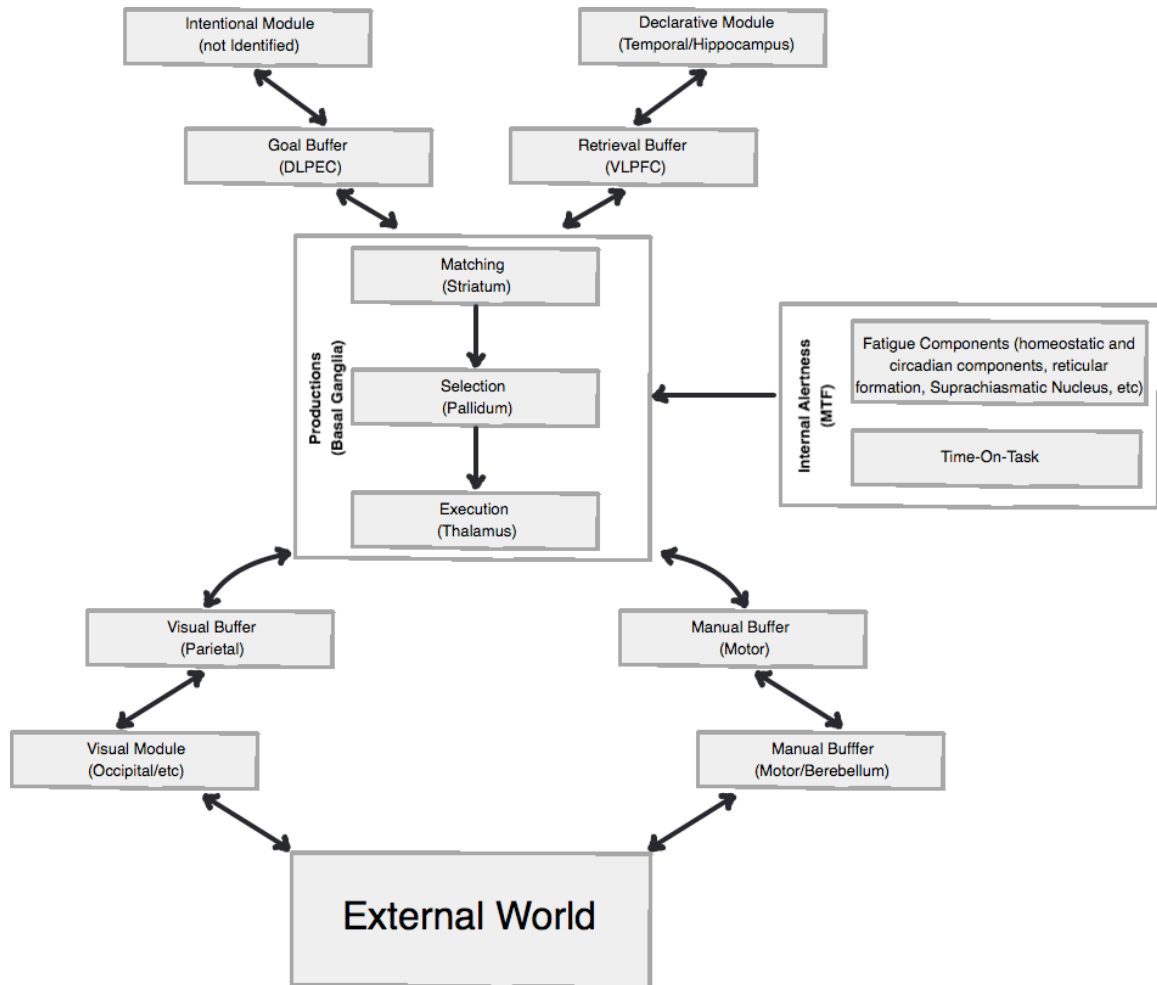 Intentional Module
(not Identified)
Declarative Module
(Temporal/Hippocampus)
Goal Buffer
(DLPEC)
Retrieval Buffer
(VLPFC)
Productions
(Basal Ganglia)
Matching
(Striatum)
Selection
(Pallidum)
Execution
(Thalamus)
Internal Alertness
(MTF)
Fatigue Components (homeostatic and
circadian components, reticular
formation, Suprachiasmatic Nucleus, etc)
Time-On-Task
Visual Buffer
(Parietal)
Manual Buffer
(Motor)
Visual Module
(Occipital/etc)
Manual Bufffer
(Motor/Berebellum)
External World